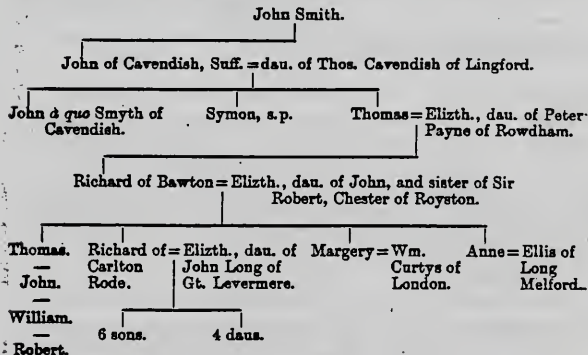 John Smith.
John of Cavendish, Suff. = dau. of Thos. Cavendish of Lingford.
John à quo Smyth of Cavendish.
Symon, s.p.
Thomas = Elizth., dau. of Peter Payne of Rowdham.
Richard of Bawton = Elizth., dau. of John, and sister of Sir
Robert, Chester of Royston.
Thomas.
—
John.
—
William.
—
Robert.
Richard of Carlton Rode. = Elizth., dau. of John Long of Gt. Levermere.
Margery = Wm. Curtys of London.
Anne = Ellis of Long Melford.
6 sons.
4 daus.